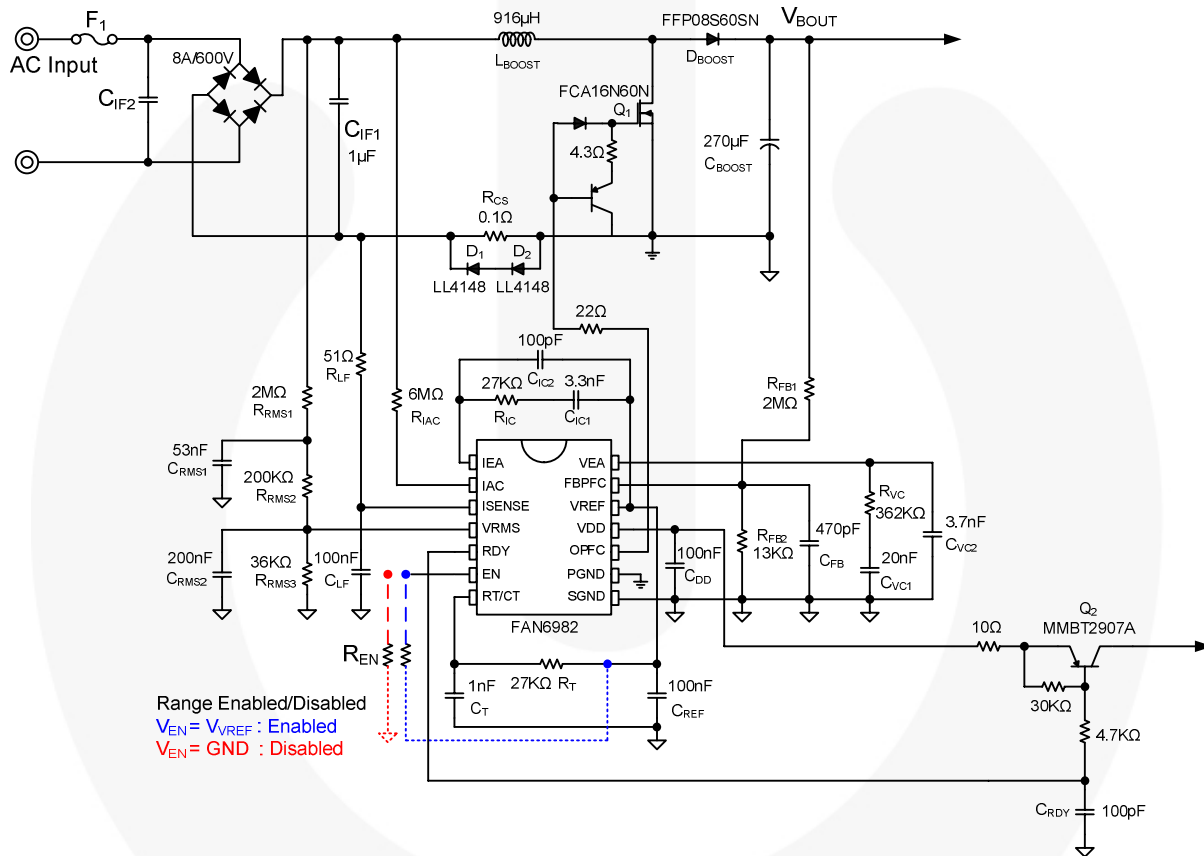 F1
AC Input
CIF2
8A/600V
CIF1
1µF
916µH
LBOOST
FFP08S60SN
DBOOST
VBOUT
FCA16N60N
Q1
4.3Ω
270µF
CBOOST
RCS
0.1Ω
D1
D2
LL4148
LL4148
22Ω
100pF
CIC2
51Ω
RLF
2MΩ
RRMS1
6MΩ
RIAC
27KΩ
RIC
3.3nF
CIC1
RFB1
2MΩ
53nF
CRMS1
200KΩ
RRMS2
200nF
CRMS2
36KΩ
RRMS3
100nF
CLF
IEA
IAC
ISENSE
VRMS
RDY
EN
RT/CT
VEA
FBPFC
VREF
VDD
OPFC
PGND
SGND
FAN6982
100nF
CDD
RFB2
13KΩ
470pF
CFB
RVC
362KΩ
20nF
CVC1
3.7nF
CVC2
REN
27KΩ RT
1nF
CT
100nF
CREF
Range Enabled/Disabled
VEN = VVREF : Enabled
VEN = GND : Disabled
10Ω
Q2
MMBT2907A
30KΩ
4.7KΩ
CRDY
100pF